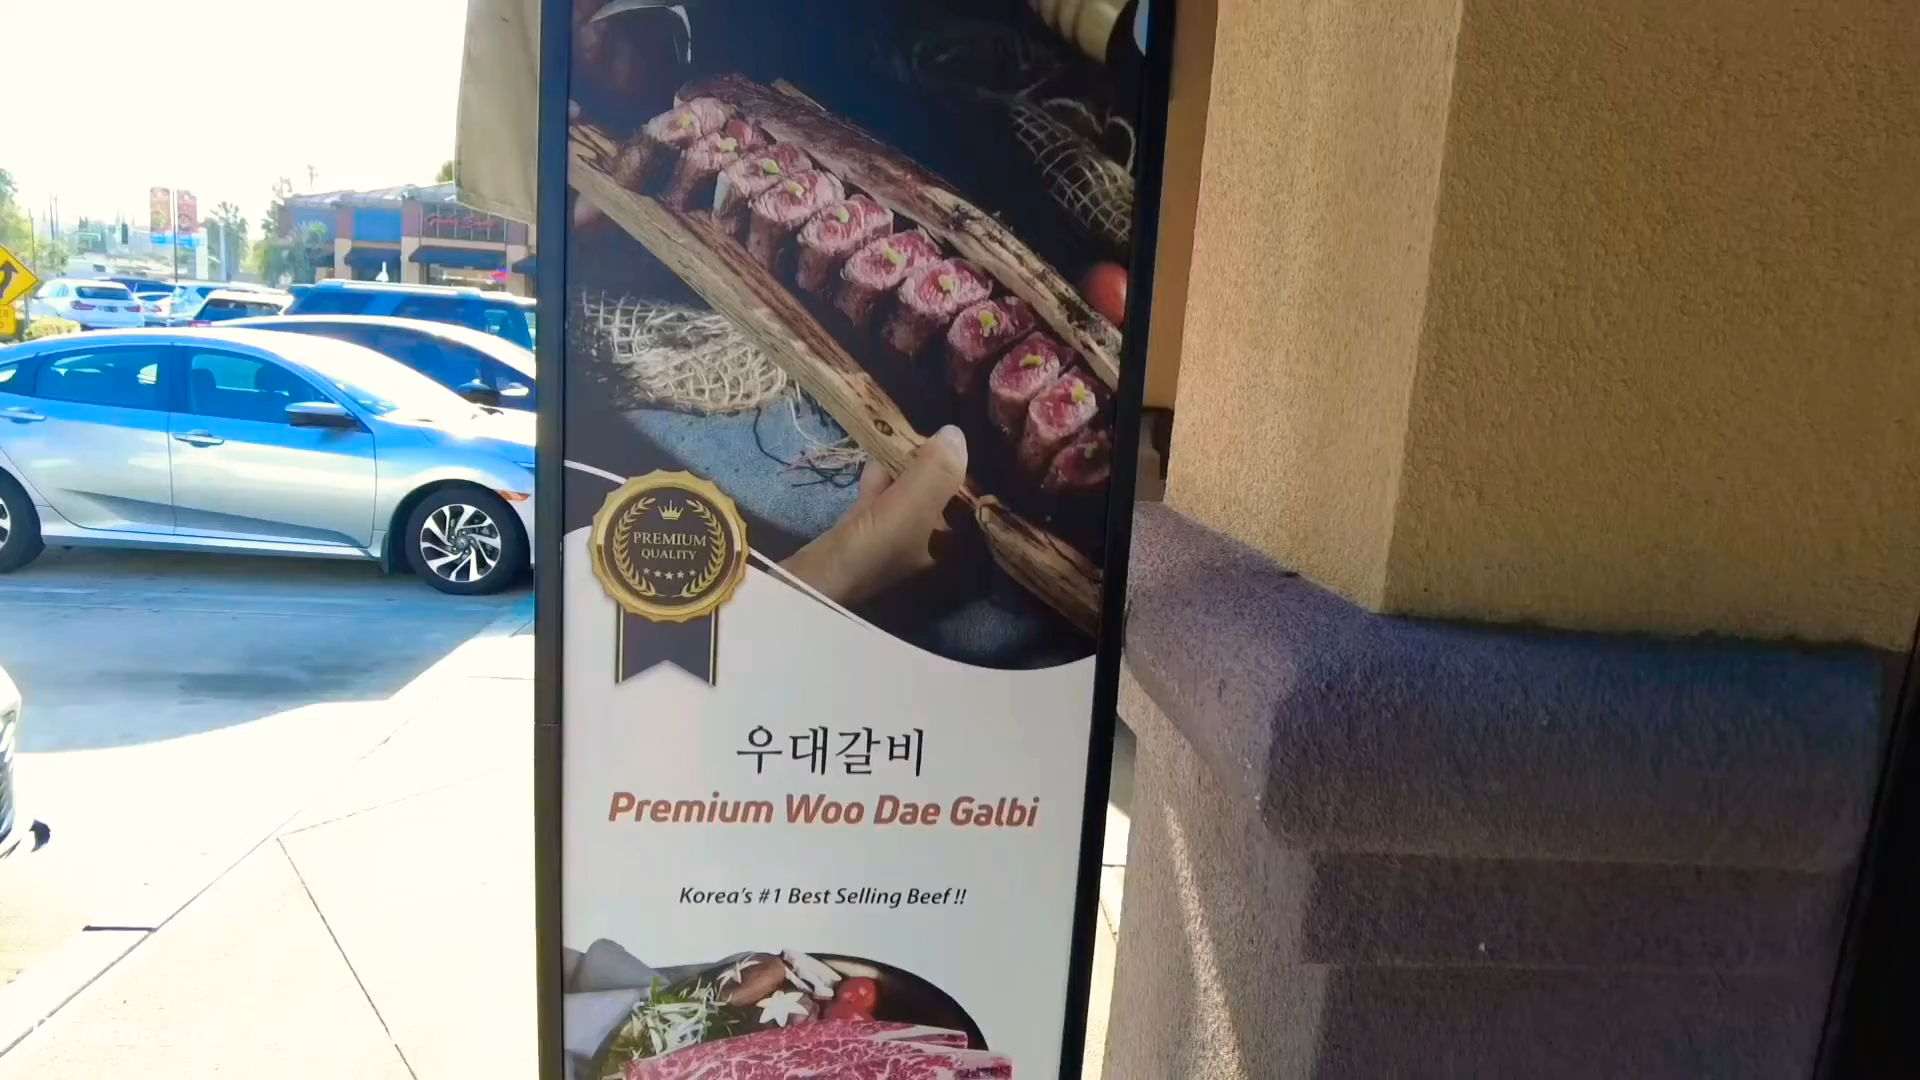 PREMIUM
QUALITY
우대갈비
Premium Woo Dae Galbi
Korea's #1 Best Selling Beef !!